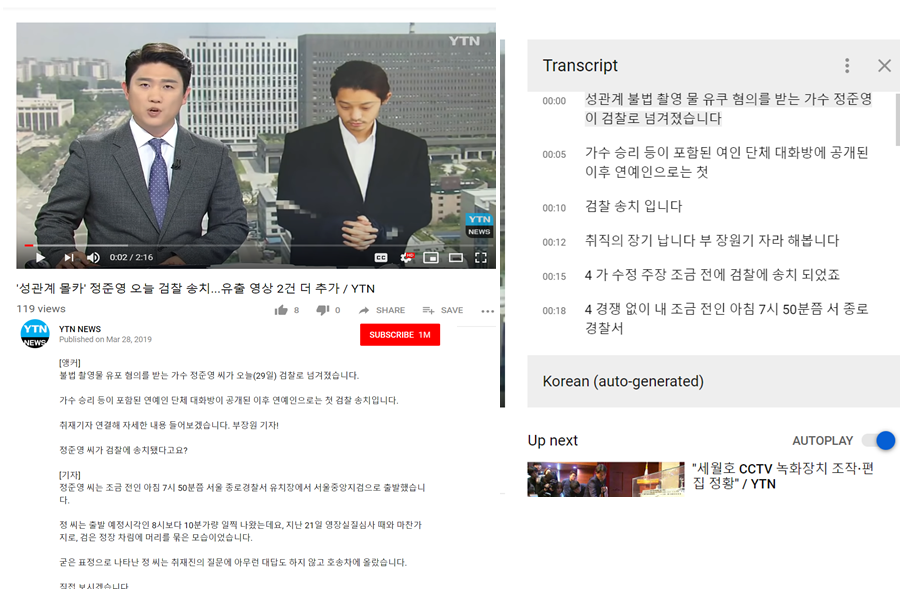 YTN
YTN
NEWS
0:02 / 2:16
CC
HD
'성관계 몰카' 정준영 오늘 검찰 송치...유출 영상 2건 더 추가 / YTN
119 views
8
0
SHARE
SAVE
YTN
NEWS
YTN NEWS
Published on Mar 28, 2019
SUBSCRIBE 1M
[앵커]
불법 촬영물 유포 혐의를 받는 가수 정준영 씨가 오늘(29일) 검찰로 넘겨졌습니다.
가수 승리 등이 포함된 연예인 단체 대화방이 공개된 이후 연예인으로는 첫 검찰 송치입니다.
취재기자 연결해 자세한 내용 들어보겠습니다. 부장원 기자!
정준영 씨가 검찰에 송치됐다고요?
[기자]
정준영 씨는 조금 전인 아침 7시 50분쯤 서울 종로경찰서 유치장에서 서울중앙지검으로 출발했습니
다.
정 씨는 출발 예정시각인 8시보다 10분가량 일찍 나왔는데요, 지난 21일 영장실질심사 때와 마찬가
지로, 검은 정장 차림에 머리를 묶은 모습이었습니다.
굳은 표정으로 나타난 정 씨는 취재진의 질문에 아무런 대답도 하지 않고 호송차에 올랐습니다.
직접 보시겠습니다.
Transcript
00:00
성관계 불법 촬영 물 유쿠 혐의를 받는 가수 정준영
이 검찰로 넘겨졌습니다
00:05
가수 승리 등이 포함된 여인 단체 대화방에 공개된
이후 연예인으로는 첫
00:10
검찰 송치 입니다
00:12
취직의 장기 납니다 부 장원기 자라 해봅니다
00:15
4 가 수정 주장 조금 전에 검찰에 송치 되었죠
00:18
4 경쟁 없이 내 조금 전인 아침 7시 50분쯤 서 종로
경찰서
Korean (auto-generated)
Up next
AUTOPLAY
"세월호 CCTV 녹화장치 조작·편
집 정황" / YTN